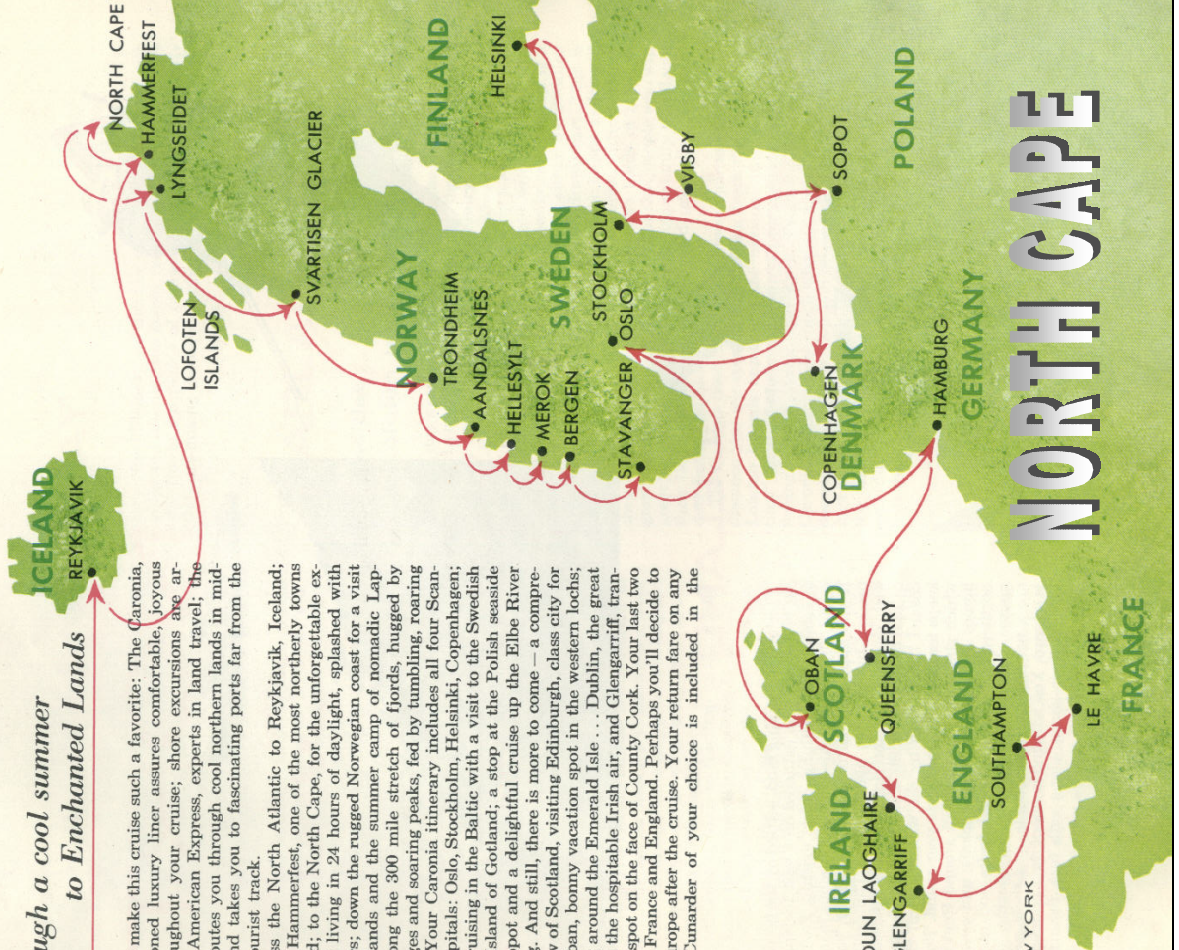 ugh a cool summer
to Enchanted Lands
make this cruise such a favorite: The Caronia,
oned luxury liner assures comfortable, joyous
ughout your cruise; shore excursions are ar-
American Express, experts in land travel; the
outes you through cool northern lands in mid-
nd takes you to fascinating ports far from the
ourist track.
ss the North Atlantic to Reykjavik, Iceland;
Hammerfest, one of the most northerly towns
d; to the North Cape, for the unforgettable ex-
living in 24 hours of daylight, splashed with
s; down the rugged Norwegian coast for a visit
ands and the summer camp of nomadic Lap-
ong the 300 mile stretch of fjords, hugged by
ges and soaring peaks, fed by tumbling, roaring
Your Caronia itinerary includes all four Scan-
pitals: Oslo, Stockholm, Helsinki, Copenhagen;
ruising in the Baltic with a visit to the Swedish
sland of Gotland; a stop at the Polish seaside
pot and a delightful cruise up the Elbe River
g. And still, there is more to come — a compre-
w of Scotland, visiting Edinburgh, class city for
ban, bonny vacation spot in the western lochs;
around the Emerald Isle . . . Dublin, the great
the hospitable Irish air, and Glengarriff, tran-
spot on the face of County Cork. Your last two
France and England. Perhaps you'll decide to
rope after the cruise. Your return fare on any
Cunarder of your choice is included in the
ICELAND
REYKJAVIK
NORTH CAPE
HAMMERFEST
LYNGSEIDET
LOFOTEN
ISLANDS
SVARTISEN GLACIER
NORWAY
TRONDHEIM
AANDALSNES
HELLESYLT
MEROK
BERGEN
STAVANGER
OSLO
SWEDEN
STOCKHOLM
FINLAND
HELSINKI
VISBY
SOPOT
POLAND
COPENHAGEN
DENMARK
HAMBURG
GERMANY
OBAN
SCOTLAND
QUEENSFERRY
IRELAND
DUN LAOGHAIRE
GLENGARRIFF
ENGLAND
SOUTHAMPTON
LE HAVRE
FRANCE
YORK
NORTH CAPE